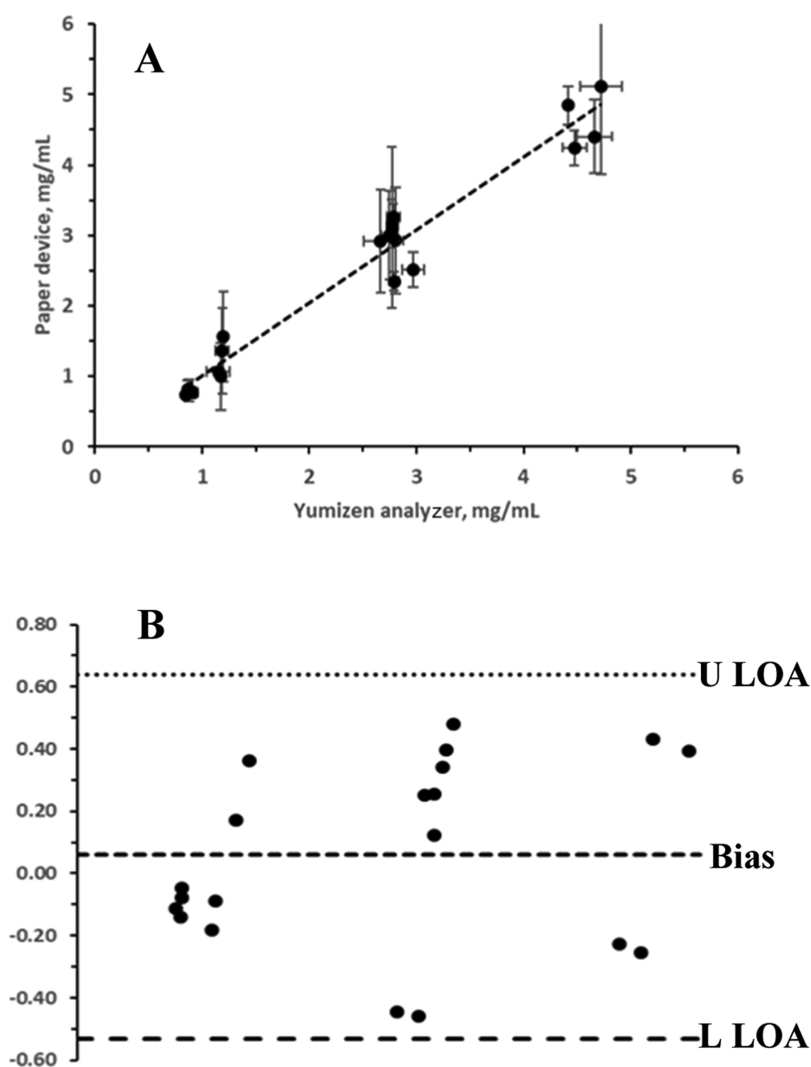 A
6
5
4
3
2
1
0
Paper device, mg/mL
0 1 2 3 4 5 6
Yumizen analyzer, mg/mL
B
0.80
0.60
0.40
0.20
0.00
-0.20
-0.40
-0.60
U LOA
Bias
L LOA